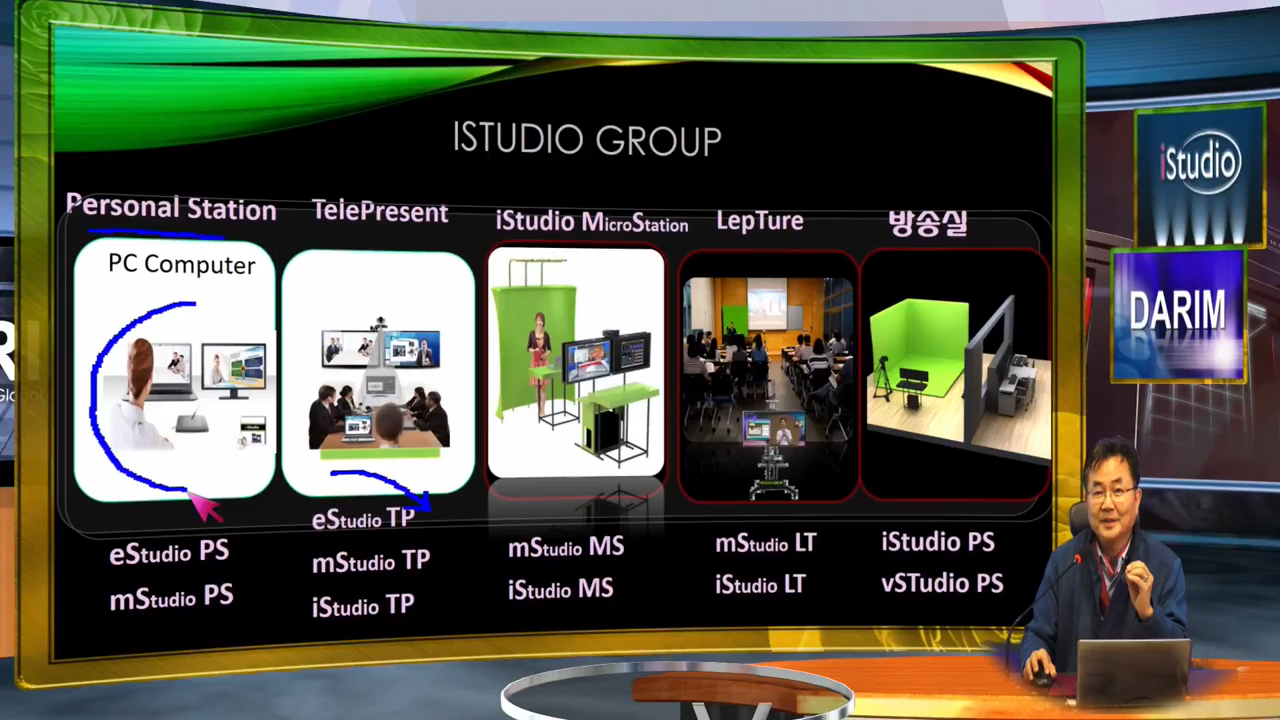 ISTUDIO GROUP
Personal Station
TelePresent
iStudio MicroStation
LepTure
방송실
PC Computer
eStudio PS
mStudio PS
eStudio TP
mStudio TP
iStudio TP
mStudio MS
iStudio MS
mStudio LT
iStudio LT
iStudio PS
vSTudio PS
iStudio
DARIM
R